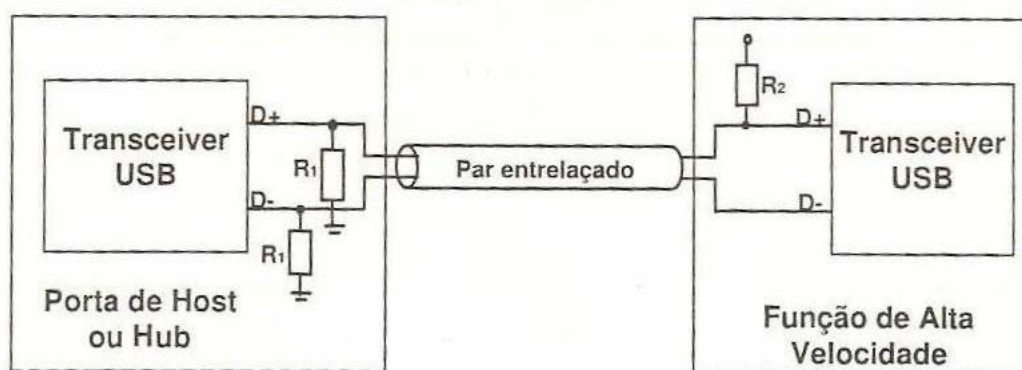 Transceiver
USB
D+
D-
R1
R1
Porta de Host
ou Hub
Par entrelaçado
R2
D+
D-
Transceiver
USB
Função de Alta
Velocidade